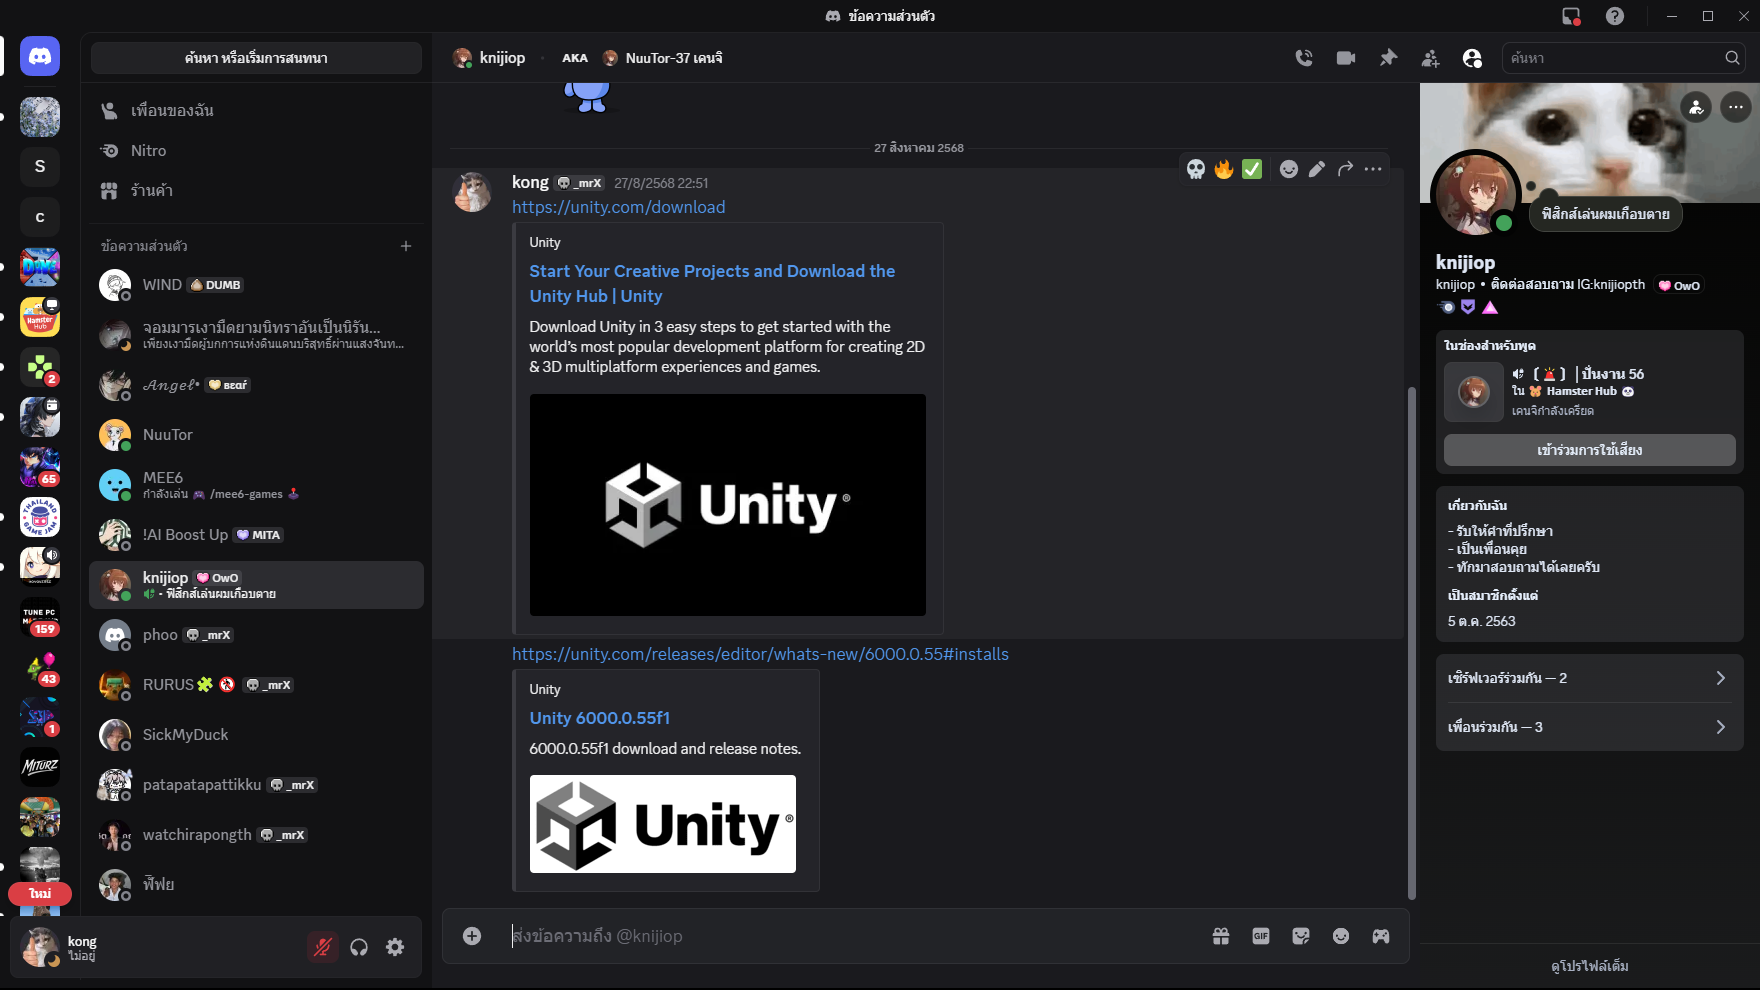 ข้อความส่วนตัว
ค้นหา หรือเริ่มการสนทนา
เพื่อนของฉัน
Nitro
ร้านค้า
ข้อความส่วนตัว
WIND DUMB
จอมมารเงามืดยามนิทราอันเป็นนิรัน...
เพียงเงามืดผู้ปกการแห่งดินแดนบริสุทธิ์ผ่านแสงจันท...
Angel
NuuTor
MEE6
กำลังเล่น 🎮 /mee6-games 🕹️
!AI Boost Up MITA
knijiop OwO
- ฟิสิกส์เล่นผมเกือบตาย
phoo _mrX
RURUS _mrX
SickMyDuck
patapatapattikku _mrX
watchirapongth _mrX
ฟิฟย
S
c
Hamster Hub
2
65
THAILAND GAME JAM
TUNE PC
159
43
1
MITURZ
ใหม่
kong
ไม่อยู่
knijiop AKA NuuTor-37 เคนจิ
ค้นหา
27 สิงหาคม 2568
kong _mrX 27/8/2568 22:51
https://unity.com/download
Unity
Start Your Creative Projects and Download the
Unity Hub | Unity
Download Unity in 3 easy steps to get started with the
world's most popular development platform for creating 2D
& 3D multiplatform experiences and games.
Unity®
https://unity.com/releases/editor/whats-new/6000.0.55#installs
Unity
Unity 6000.0.55f1
6000.0.55f1 download and release notes.
Unity®
ส่งข้อความถึง @knijiop
GIF
ฟิสิกส์เล่นผมเกือบตาย
knijiop
knijiop • ติดต่อสอบถาม IG:knijiopth OwO
ในช่องสำหรับพูด
〔🚨〕│ปั่นงาน 56
ใน 🐹 Hamster Hub
เคนจิกำลังเครียด
เข้าร่วมการใช้เสียง
เกี่ยวกับฉัน
- รับให้คำที่ปรึกษา
- เป็นเพื่อนคุย
- ทักมาสอบถามได้เลยครับ
เป็นสมาชิกตั้งแต่
5 ต.ค. 2563
เซิร์ฟเวอร์ร่วมกัน — 2
เพื่อนร่วมกัน — 3
ดูโปรไฟล์เต็ม